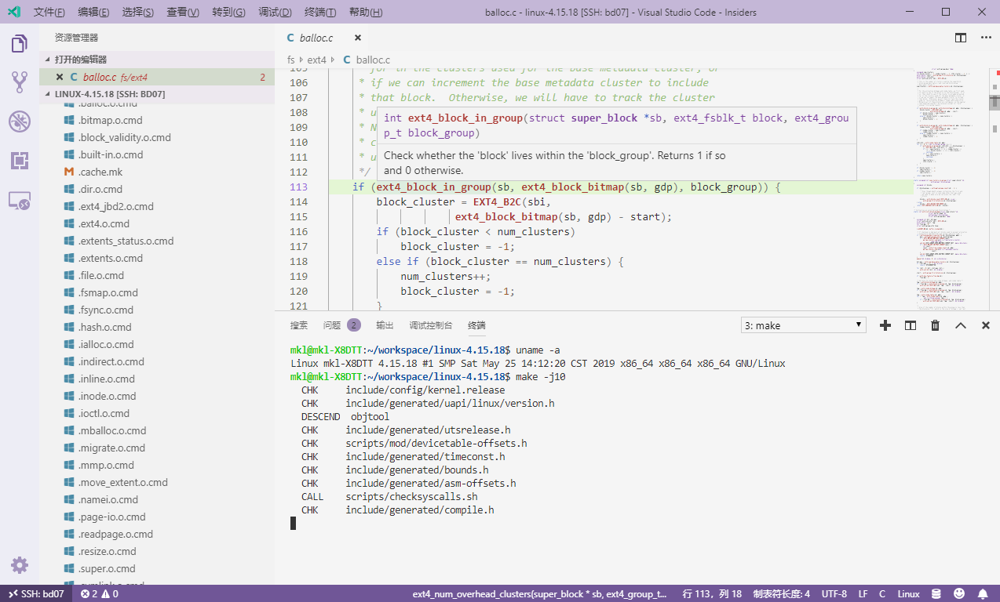 文件(F) 编辑(E) 选择(S) 查看(V) 转到(G) 调试(D) 终端(T) 帮助(H) balloc.c - linux-4.15.18 [SSH: bd07] - Visual Studio Code - Insiders
资源管理器
打开的编辑器
balloc.c fs/ext4 2
LINUX-4.15.18 [SSH: BD07]
.balloc.o.cmd
.bitmap.o.cmd
.block_validity.o.cmd
.built-in.o.cmd
.cache.mk
.dir.o.cmd
.ext4_jbd2.o.cmd
.ext4.o.cmd
.extents_status.o.cmd
.extents.o.cmd
.file.o.cmd
.fsmap.o.cmd
.fsync.o.cmd
.hash.o.cmd
.ialloc.o.cmd
.indirect.o.cmd
.inline.o.cmd
.inode.o.cmd
.ioctl.o.cmd
.mballoc.o.cmd
.migrate.o.cmd
.mmp.o.cmd
.move_extent.o.cmd
.namei.o.cmd
.page-io.o.cmd
.readpage.o.cmd
.resize.o.cmd
.super.o.cmd
.symlink.o.cmd
balloc.c
fs ext4 balloc.c
105 * for in the clusters used for the base metadata cluster, or
106 * if we can increment the base metadata cluster to include
107 * that block.  Otherwise, we will have to track the cluster
108 * u
109 * N
110 * c
111 * u
112 */
int ext4_block_in_group(struct super_block *sb, ext4_fsblk_t block, ext4_grou
p_t block_group)
Test whether the 'block' lives within the 'block_group'. Returns 1 if so
and 0 otherwise.
113 if (ext4_block_in_group(sb, ext4_block_bitmap(sb, gdp), block_group)) {
114 block_cluster = EXT4_B2C(sbi,
115 ext4_block_bitmap(sb, gdp) - start);
116 if (block_cluster < num_clusters)
117 block_cluster = -1;
118 else if (block_cluster == num_clusters) {
119 num_clusters++;
120 block_cluster = -1;
121 }
搜索 问题 2 输出 调试控制台 终端 3: make
mkl@mkl-X8DTT:~/workspace/linux-4.15.18$ uname -a
Linux mkl-X8DTT 4.15.18 #1 SMP Sat May 25 14:12:20 CST 2019 x86_64 x86_64 x86_64 GNU/Linux
mkl@mkl-X8DTT:~/workspace/linux-4.15.18$ make -j10
CHK include/config/kernel.release
CHK include/generated/uapi/linux/version.h
DESCEND objtool
CHK include/generated/utsrelease.h
CHK scripts/mod/devicetable-offsets.h
CHK include/generated/timeconst.h
CHK include/generated/bounds.h
CHK include/generated/asm-offsets.h
CALL scripts/checksyscalls.sh
CHK include/generated/compile.h
SSH: bd07 2 0 ext4_num_overhead_clusters(super_block * sb, ext4_group_t... 行 113，列 18 制表符长度: 4 UTF-8 LF C Linux